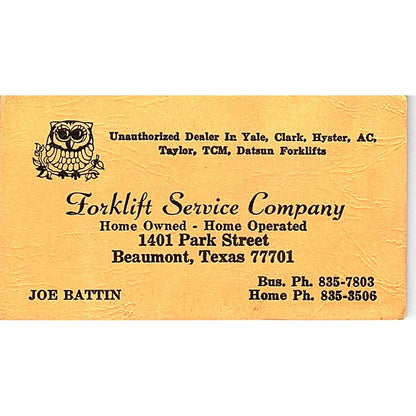 Unauthorized Dealer In Yale, Clark, Hyster, AC,
Taylor, TCM, Datsun Forklifts
Forklift Service Company
Home Owned - Home Operated
1401 Park Street
Beaumont, Texas 77701
Bus. Ph. 835-7803
JOE BATTIN Home Ph. 835-3506